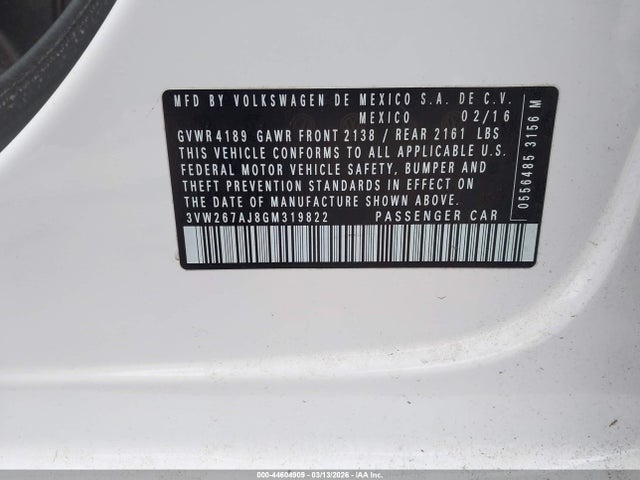 MFD BY VOLKSWAGEN DE MEXICO S.A. DE C.V.
MEXICO 02/16
GVWR 4189 GAWR FRONT 2138 / REAR 2161 LBS
THIS VEHICLE CONFORMS TO ALL APPLICABLE U.S.
FEDERAL MOTOR VEHICLE SAFETY, BUMPER AND
THEFT PREVENTION STANDARDS IN EFFECT ON
THE DATE OF MANUFACTURE SHOWN ABOVE.
3VW267AJ8GM319822 PASSENGER CAR
0556485 3156 M
000-44604909 - 03/13/2026 - IAA Inc.